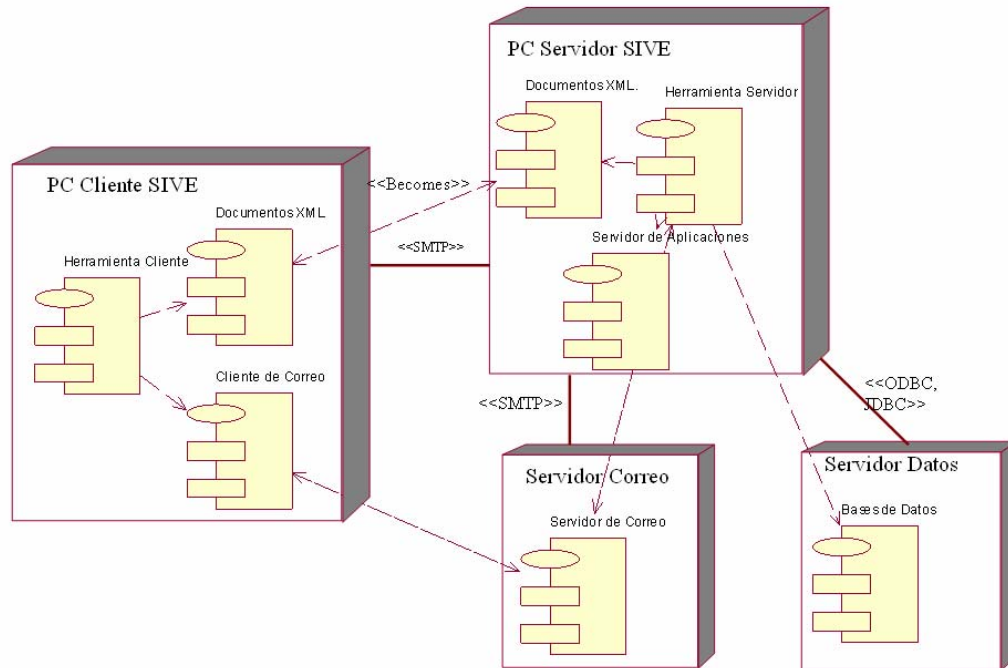 PC Servidor SIVE
Documentos XML.
Herramienta Servidor
Servidor de Aplicaciones
PC Cliente SIVE
Documentos XML
Herramienta Cliente
Cliente de Correo
<<Becomes>>
<<SMTP>>
<<SMTP>>
<<ODBC,
JDBC>>
Servidor Correo
Servidor de Correo
Servidor Datos
Bases de Datos